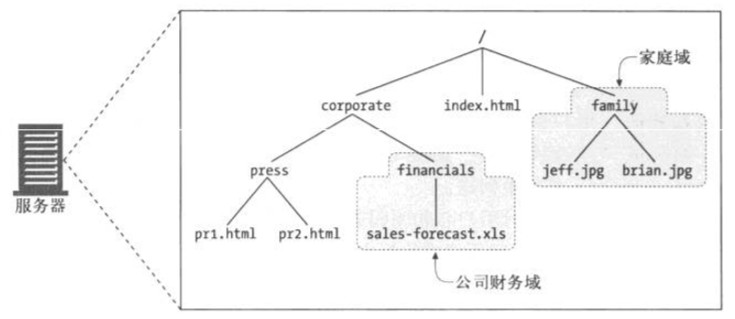 /
家庭域
corporate index.html family
press financials jeff.jpg brian.jpg
服务器
pr1.html pr2.html sales-forecast.xls
公司财务域